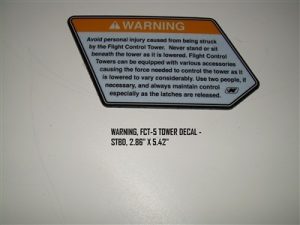 WARNING
Avoid personal injury caused from being struck
by the Flight Control Tower. Never stand or sit
beneath the tower as it is lowered. Flight Control
Towers can be equipped with various accessories
causing the force needed to control the tower as it
is lowered to vary considerably. Use two people, if
necessary, and always maintain control
especially as the latches are released.
WARNING, FCT-5 TOWER DECAL -
STBD, 2.86" X 5.42"